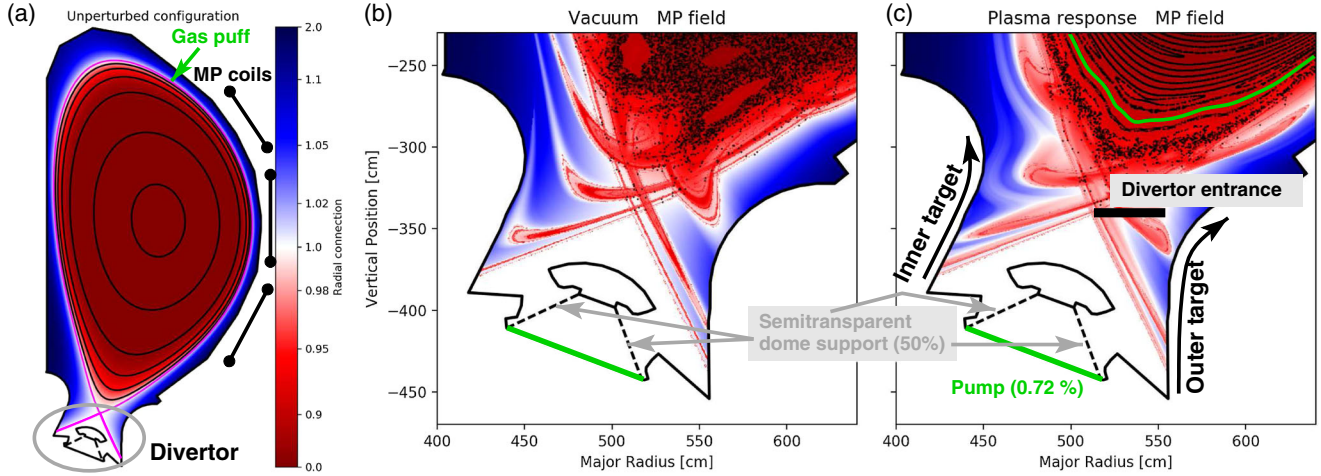 (a)
Unperturbed configuration
Gas puff
MP coils
Divertor
2.0
1.1
1.05
1.02
1.0
0.98
0.95
0.9
0.0
Radial connection
(b)
Vacuum MP field
−250
−300
−350
−400
−450
Vertical Position [cm]
400 450 500 550 600
Major Radius [cm]
Semitransparent
dome support (50%)
(c)
Plasma response MP field
Inner target
Divertor entrance
Outer target
Pump (0.72 %)
400 450 500 550 600
Major Radius [cm]